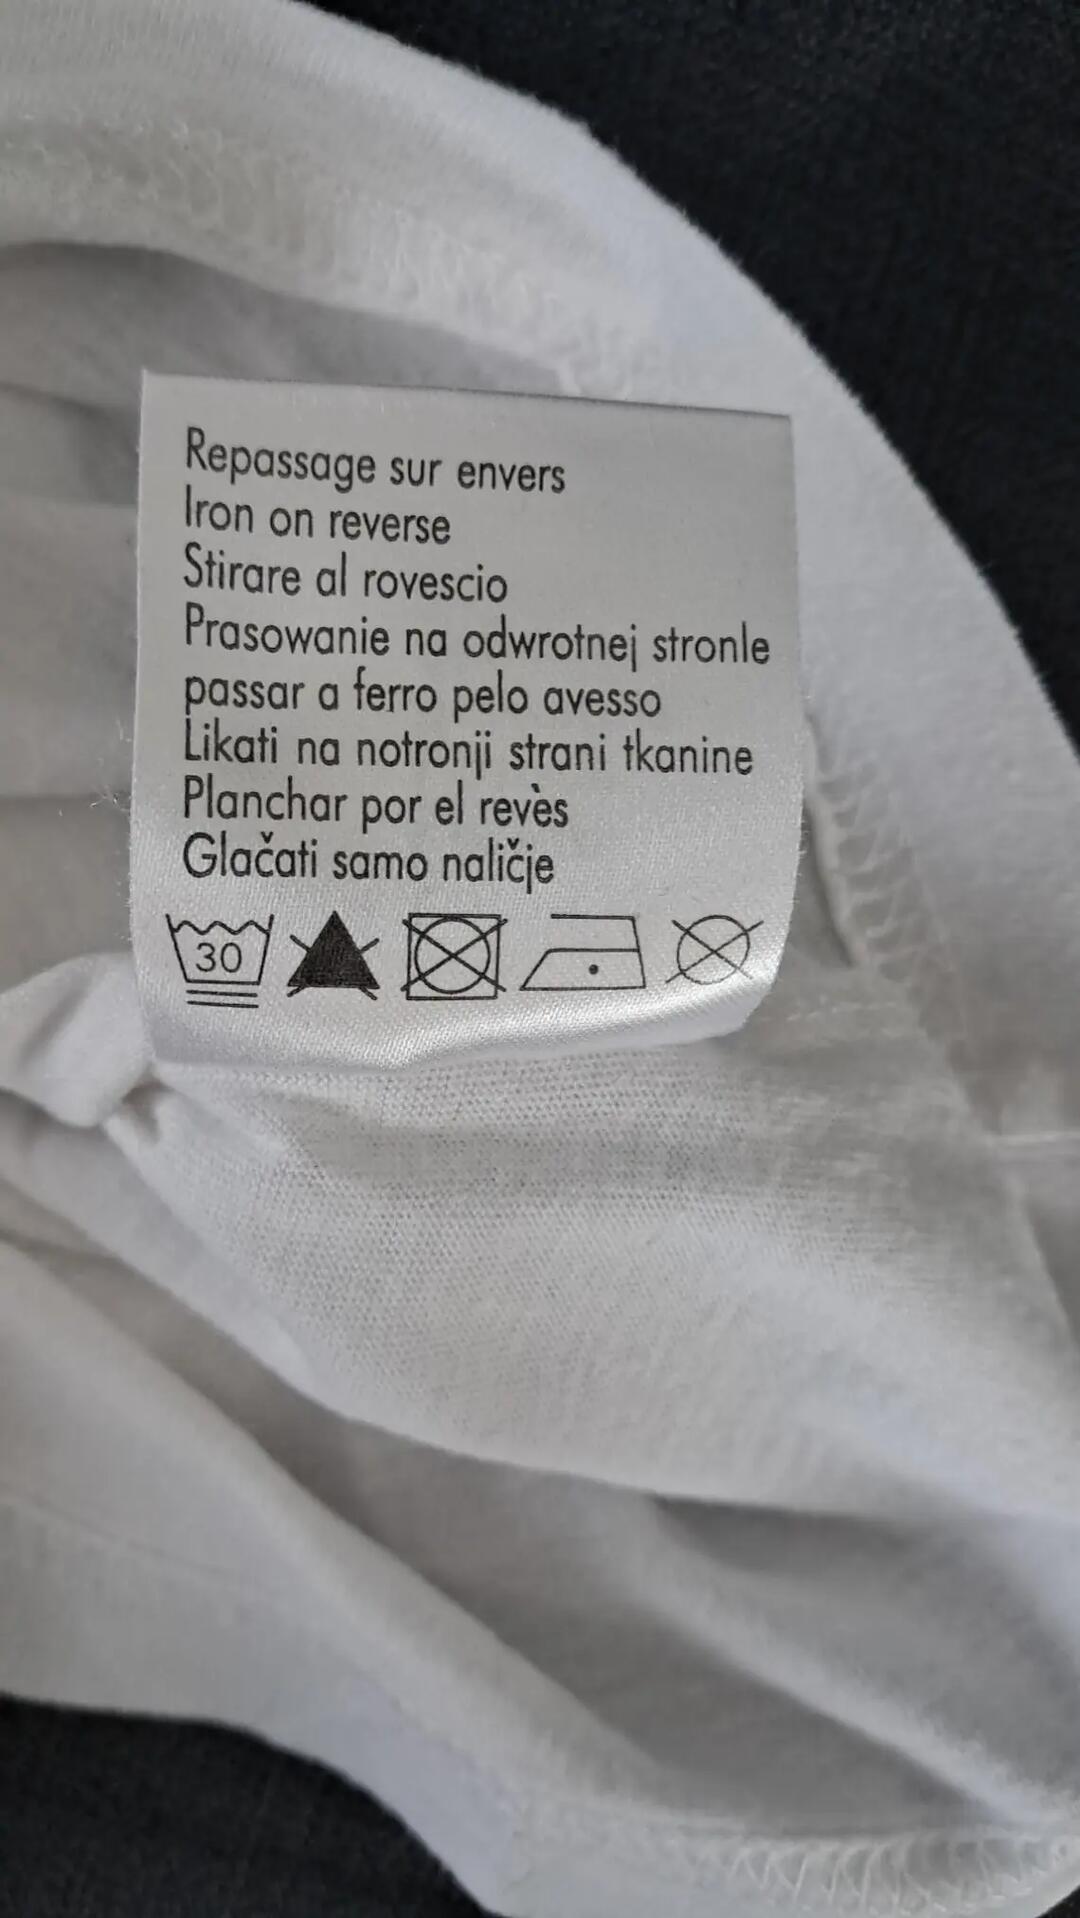 Repassage sur envers
Iron on reverse
Stirare al rovescio
Prasowanie na odwrotnej stronle
passar a ferro pelo avesso
Likati na notronji strani tkanine
Planchar por el revès
Glačati samo naličje
30